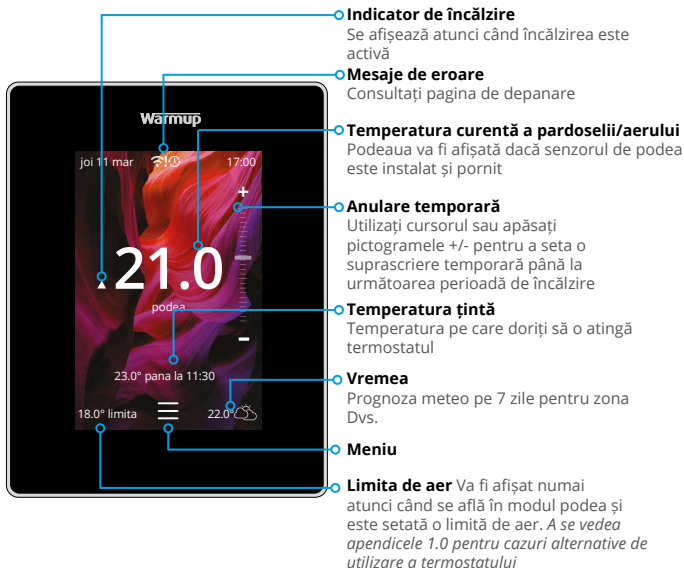 Indicator de încălzire
Se afișează atunci când încălzirea este
activă
Mesaje de eroare
Consultați pagina de depanare
Temperatura curentă a pardoselii/aerului
Podeaua va fi afișată dacă senzorul de podea
este instalat și pornit
Anulare temporară
Utilizați cursorul sau apăsați
pictogramele +/- pentru a seta o
suprascriere temporară până la
următoarea perioadă de încălzire
Temperatura țintă
Temperatura pe care doriți să o atingă
termostatul
Vremea
Prognoza meteo pe 7 zile pentru zona
Dvs.
Meniu
Limita de aer Va fi afișat numai
atunci când se află în modul podea și
este setată o limită de aer. A se vedea
apendicele 1.0 pentru cazuri alternative de
utilizare a termostatului
Warmup
joi 11 mar 17:00
+
21.0
podea
-
23.0° pana la 11:30
18.0° limita 22.0°